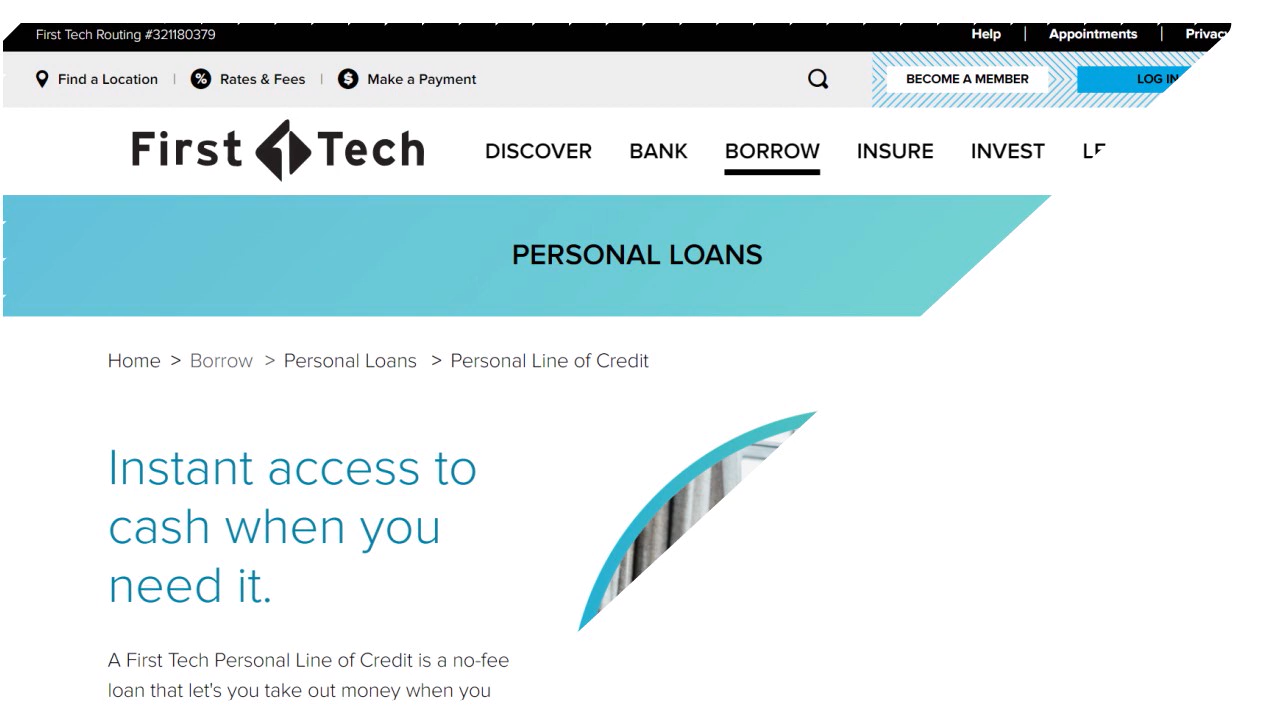 First Tech Routing #321180379
Help | Appointments |
Find a Location | Rates & Fees | Make a Payment
BECOME A MEMBER
LOG IN
First Tech
DISCOVER BANK BORROW INSURE INVEST
PERSONAL LOANS
Home > Borrow > Personal Loans > Personal Line of Credit
Instant access to
cash when you
need it.
A First Tech Personal Line of Credit is a no-fee
loan that let's you take out money when you